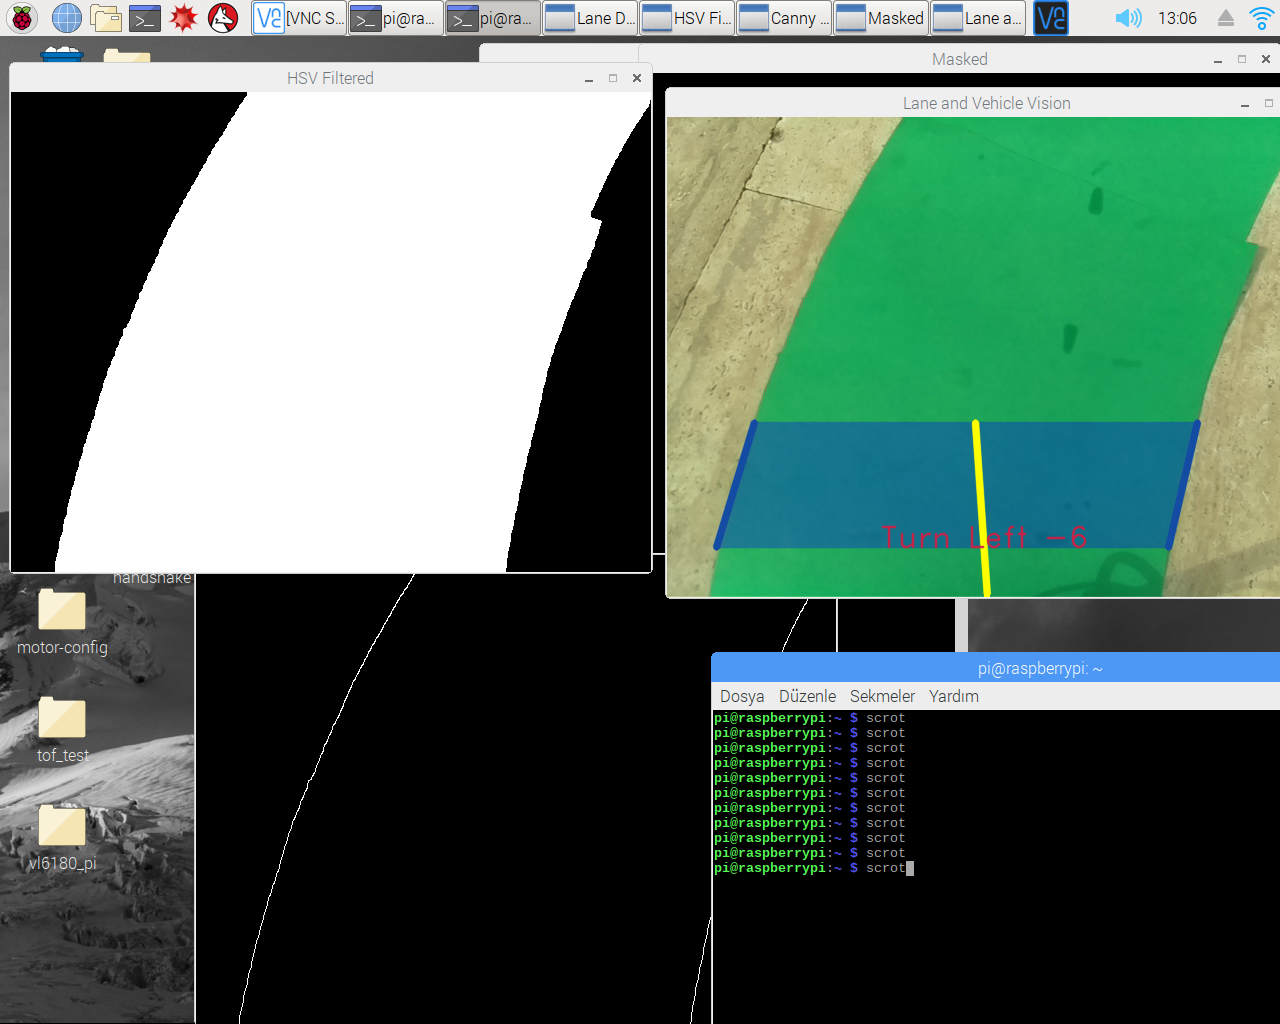 [VNC S...
pi@ra...
pi@ra...
Lane D...
HSV Fi...
Canny ...
Masked
Lane a...
13:06
Masked
HSV Filtered
Lane and Vehicle Vision
Turn Left -6
handshake
motor-config
tof_test
vl6180_pi
pi@raspberrypi: ~
Dosya Düzenle Sekmeler Yardım
pi@raspberrypi:~ $ scrot
pi@raspberrypi:~ $ scrot
pi@raspberrypi:~ $ scrot
pi@raspberrypi:~ $ scrot
pi@raspberrypi:~ $ scrot
pi@raspberrypi:~ $ scrot
pi@raspberrypi:~ $ scrot
pi@raspberrypi:~ $ scrot
pi@raspberrypi:~ $ scrot
pi@raspberrypi:~ $ scrot
pi@raspberrypi:~ $ scrot